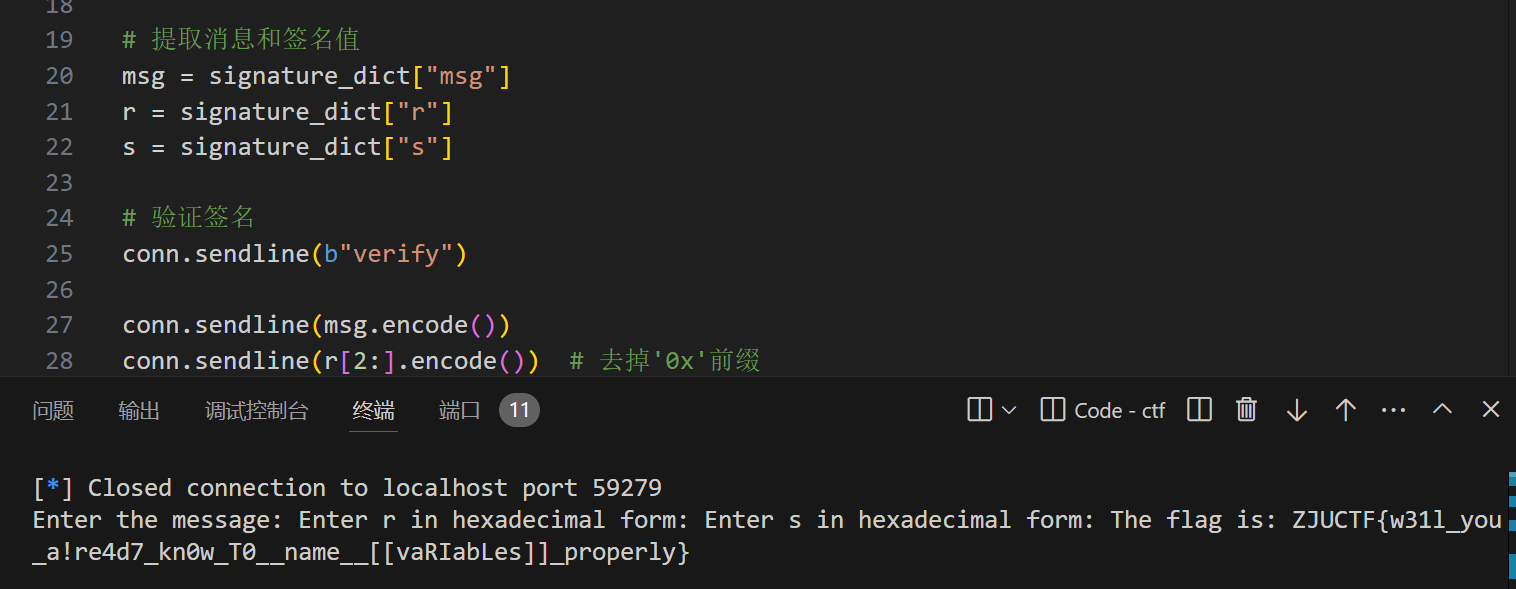 18
19 # 提取消息和签名值
20 msg = signature_dict["msg"]
21 r = signature_dict["r"]
22 s = signature_dict["s"]
23
24 # 验证签名
25 conn.sendline(b"verify")
26
27 conn.sendline(msg.encode())
28 conn.sendline(r[2:].encode()) # 去掉'0x'前缀
问题 输出 调试控制台 终端 端口 11 Code - ctf
[*] Closed connection to localhost port 59279
Enter the message: Enter r in hexadecimal form: Enter s in hexadecimal form: The flag is: ZJUCTF{w31l_you
_a!re4d7_kn0w_T0__name__[[vaRIabLes]]_properly}